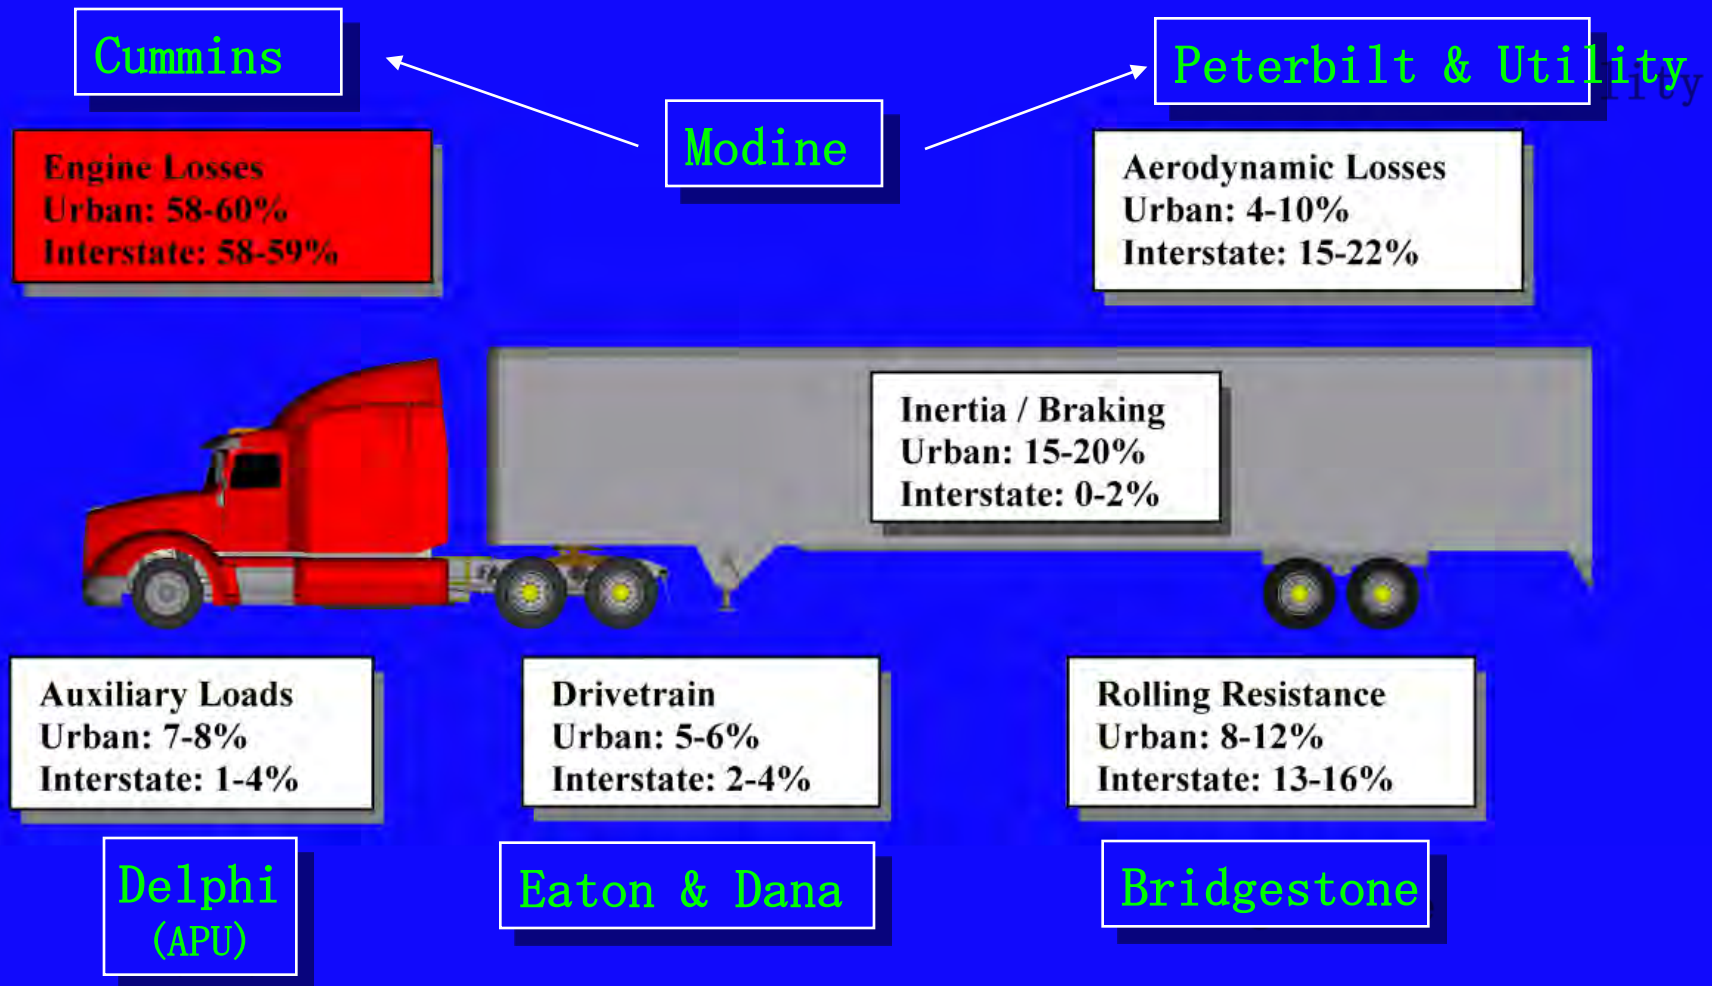 Cummins
Modine
Peterbilt & Utility
Engine Losses
Urban: 58-60%
Interstate: 58-59%
Aerodynamic Losses
Urban: 4-10%
Interstate: 15-22%
Inertia / Braking
Urban: 15-20%
Interstate: 0-2%
Auxiliary Loads
Urban: 7-8%
Interstate: 1-4%
Drivetrain
Urban: 5-6%
Interstate: 2-4%
Rolling Resistance
Urban: 8-12%
Interstate: 13-16%
Delphi
(APU)
Eaton & Dana
Bridgestone